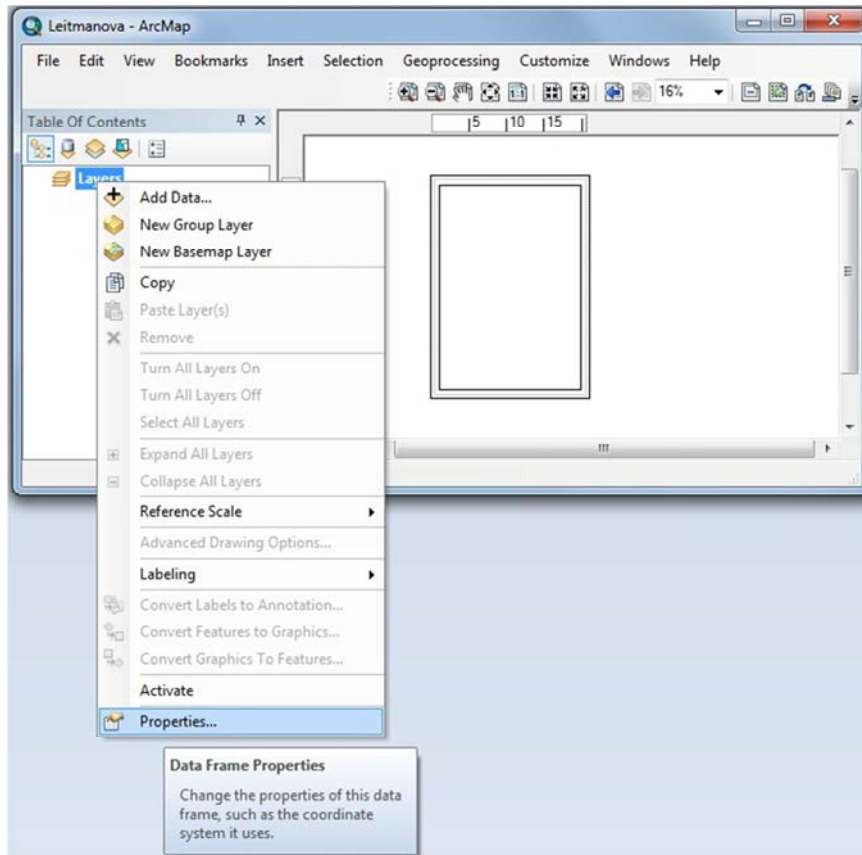 Leitmanova - ArcMap
File Edit View Bookmarks Insert Selection Geoprocessing Customize Windows Help
16%
Table Of Contents
5 10 15
Layers
Add Data...
New Group Layer
New Basemap Layer
Copy
Paste Layer(s)
Remove
Turn All Layers On
Turn All Layers Off
Select All Layers
Expand All Layers
Collapse All Layers
Reference Scale
Advanced Drawing Options...
Labeling
Convert Labels to Annotation...
Convert Features to Graphics...
Convert Graphics To Features...
Activate
Properties...
Data Frame Properties
Change the properties of this data
frame, such as the coordinate
system it uses.